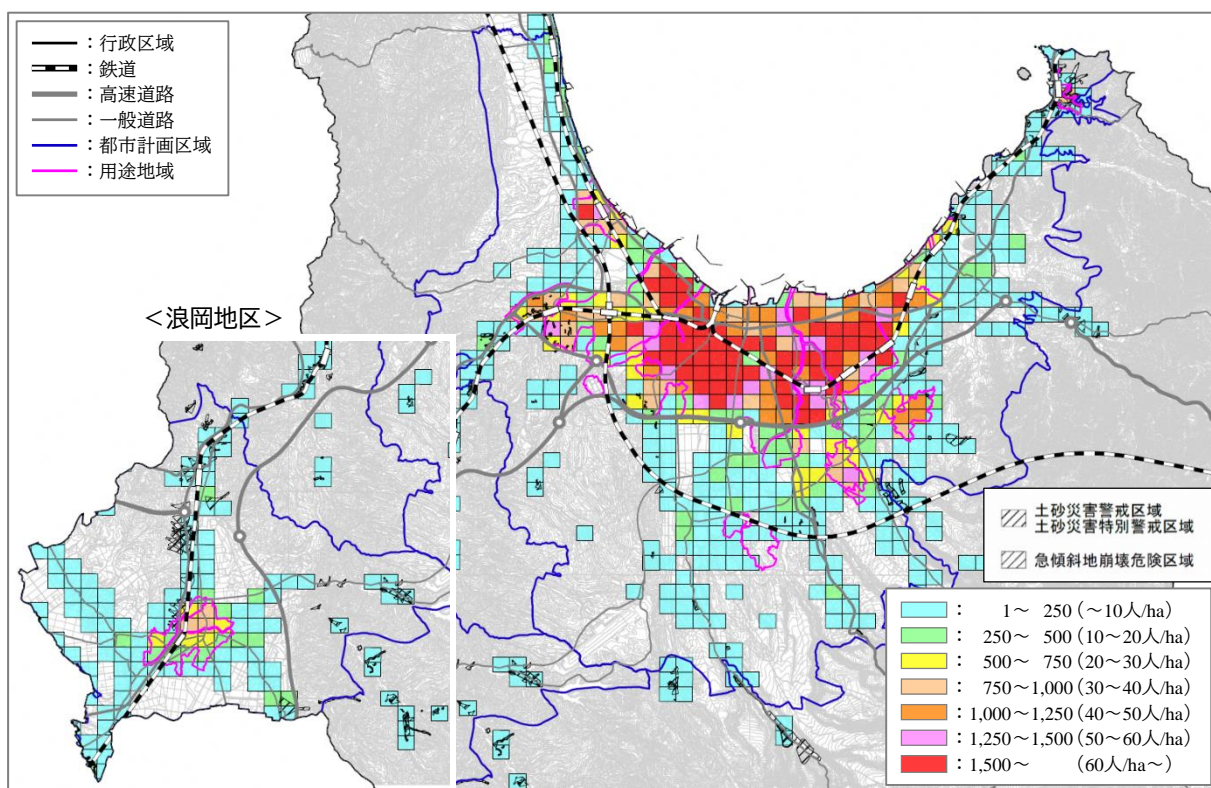 ：行政区域
：鉄道
：高速道路
：一般道路
：都市計画区域
：用途地域
＜浪岡地区＞
土砂災害警戒区域
土砂災害特別警戒区域
急傾斜地崩壊危険区域
： 1～ 250 (～10人/ha)
： 250～ 500 (10～20人/ha)
： 500～ 750 (20～30人/ha)
： 750～1,000 (30～40人/ha)
： 1,000～1,250 (40～50人/ha)
： 1,250～1,500 (50～60人/ha)
： 1,500～ (60人/ha～)